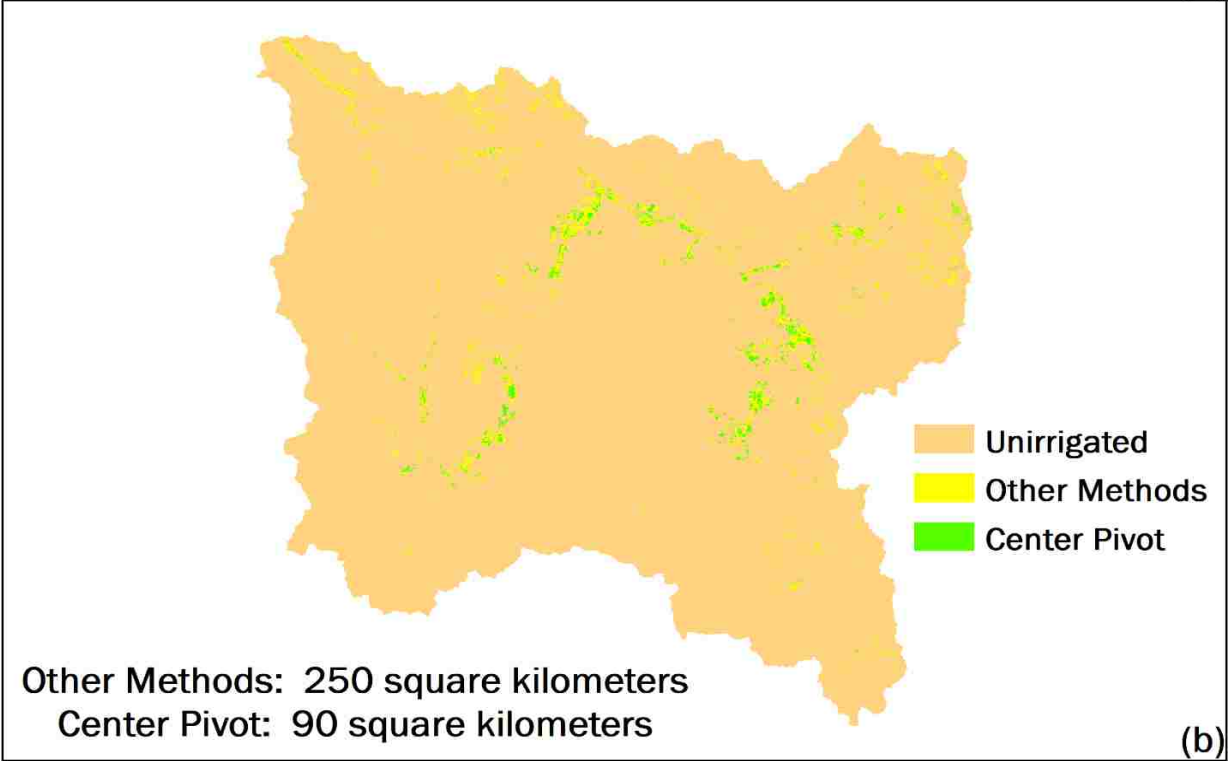 Unirrigated
Other Methods
Center Pivot
Other Methods: 250 square kilometers
Center Pivot: 90 square kilometers
(b)